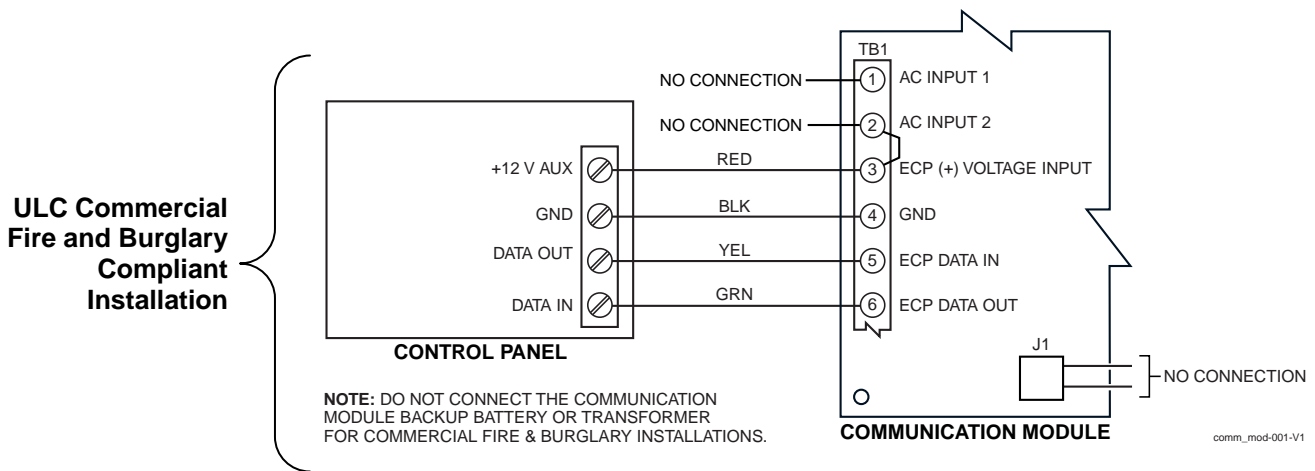 ULC Commercial
Fire and Burglary
Compliant
Installation
+12 V AUX
GND
DATA OUT
DATA IN
CONTROL PANEL
RED
BLK
YEL
GRN
NO CONNECTION
NO CONNECTION
TB1
1 AC INPUT 1
2 AC INPUT 2
3 ECP (+) VOLTAGE INPUT
4 GND
5 ECP DATA IN
6 ECP DATA OUT
J1
NO CONNECTION
COMMUNICATION MODULE
NOTE: DO NOT CONNECT THE COMMUNICATION
MODULE BACKUP BATTERY OR TRANSFORMER
FOR COMMERCIAL FIRE & BURGLARY INSTALLATIONS.
comm_mod-001-V1